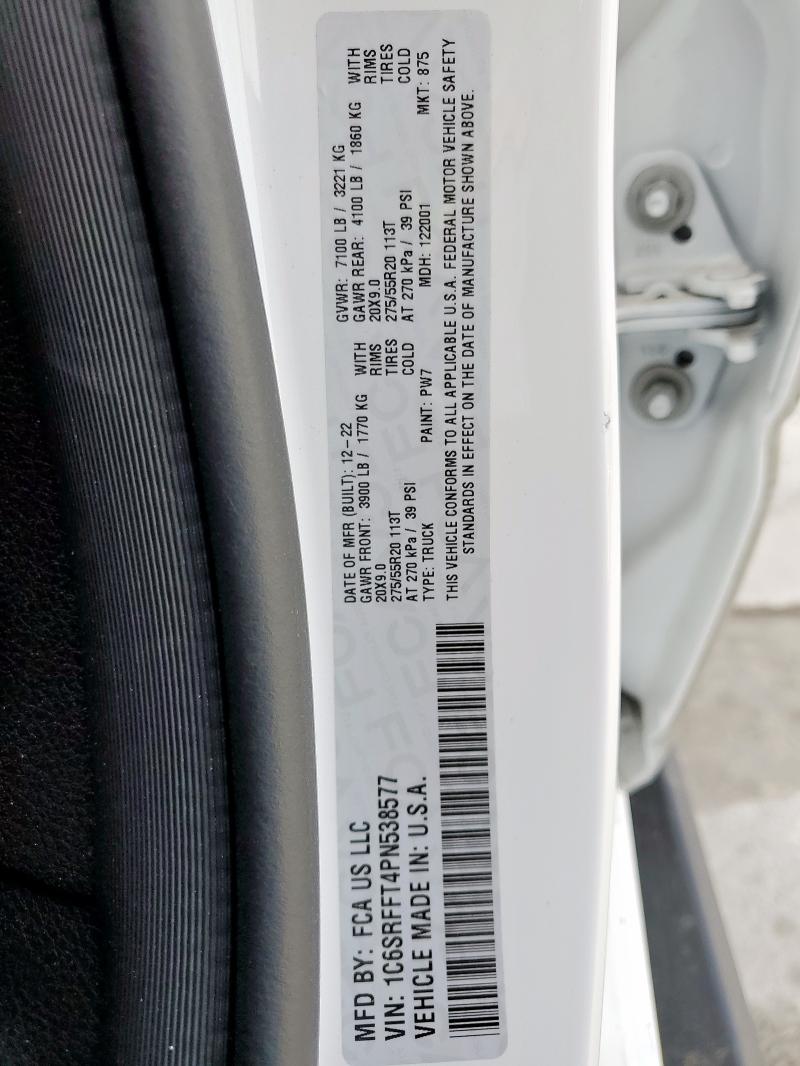 MFD BY: FCA US LLC
VIN: 1C6SRFFT4PN538577
VEHICLE MADE IN: U.S.A.
DATE OF MFR (BUILT): 12-22 GVWR: 7100 LB / 3221 KG
GAWR FRONT: 3900 LB / 1770 KG WITH GAWR REAR: 4100 LB / 1860 KG WITH
20X9.0 RIMS 20X9.0 RIMS
275/55R20 113T TIRES 275/55R20 113T TIRES
AT 270 kPa / 39 PSI COLD AT 270 kPa / 39 PSI COLD
TYPE: TRUCK PAINT: PW7 MDH: 122001 MKT: 875
THIS VEHICLE CONFORMS TO ALL APPLICABLE U.S.A. FEDERAL MOTOR VEHICLE SAFETY
STANDARDS IN EFFECT ON THE DATE OF MANUFACTURE SHOWN ABOVE.